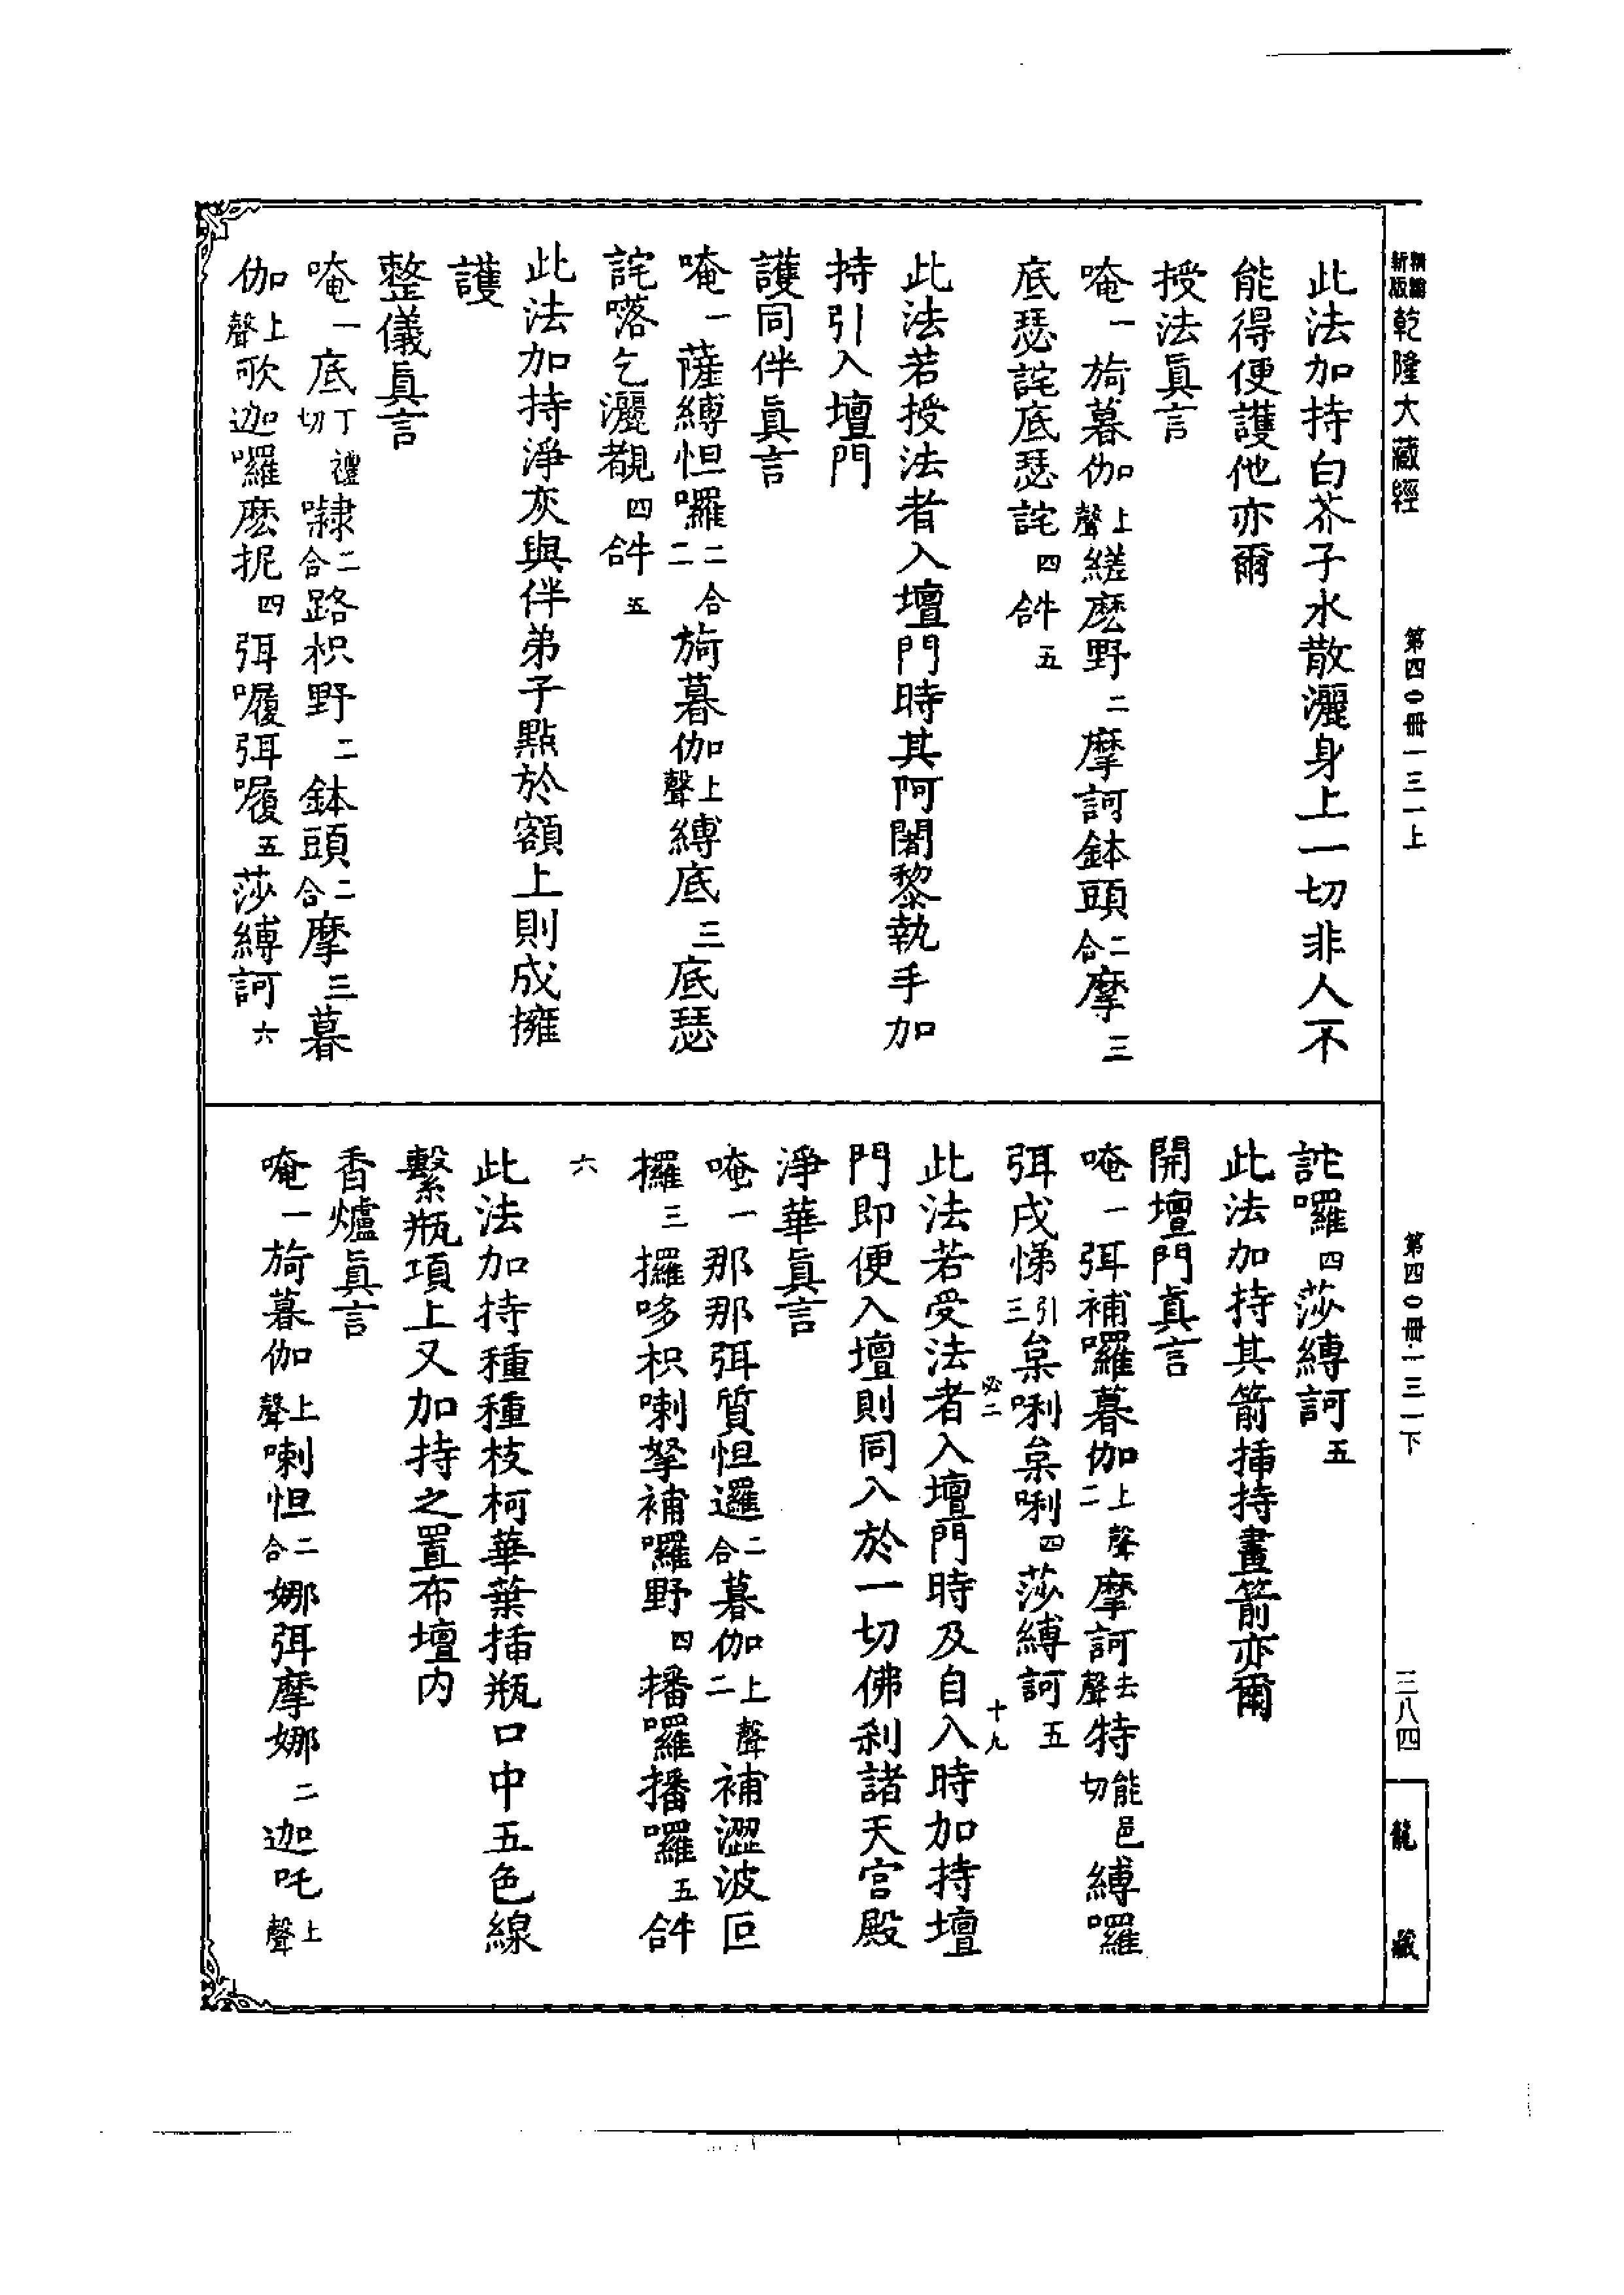 新編縮版乾隆大藏經
第四〇冊一三一上
此法加持白芥子水散灑身上一切非人不
能得便護他亦爾
授法眞言
唵一旖暮伽上聲縒麽野二摩訶鉢頭二合摩三
底瑟詫底瑟詫四𤙖五
此法若授法者入壇門時其阿闍黎執手加
持引入壇門
護同伴眞言
唵一薩縛怛囉二合二旖暮伽上聲縛底三底瑟
詫喀乞灑覩四𤙖五
此法加持淨灰與伴弟子點於額上則成擁
護
整儀眞言
唵一底丁禮切㘑二合路枳野二鉢頭二合摩三暮
伽上聲歌迦囉麽抳四弭㘗弭㘗五莎縛訶六
第四〇冊一三一下
詑囉四莎縛訶五
此法加持其箭插持畫箭亦爾
開壇門眞言
唵一弭補囉暮伽上聲二摩訶去聲特能邑切縛囉
弭戍悌引三枲唎枲唎四莎縛訶五
此法若受法者入壇門時及自入時加持壇
必二 十九
門即便入壇則同入於一切佛刹諸天宮殿
淨華眞言
唵一那那弭質怛邏二合暮伽上聲二補澀波叵
攞三攞哆枳喇拏補囉野四播囉播囉五𤙖
六
此法加持種種枝柯華葉插瓶口中五色線
繫瓶項上又加持之置布壇內
香爐眞言
唵一旖暮伽上聲喇怛二合娜弭摩娜二迦吒上聲
三八四
龍藏